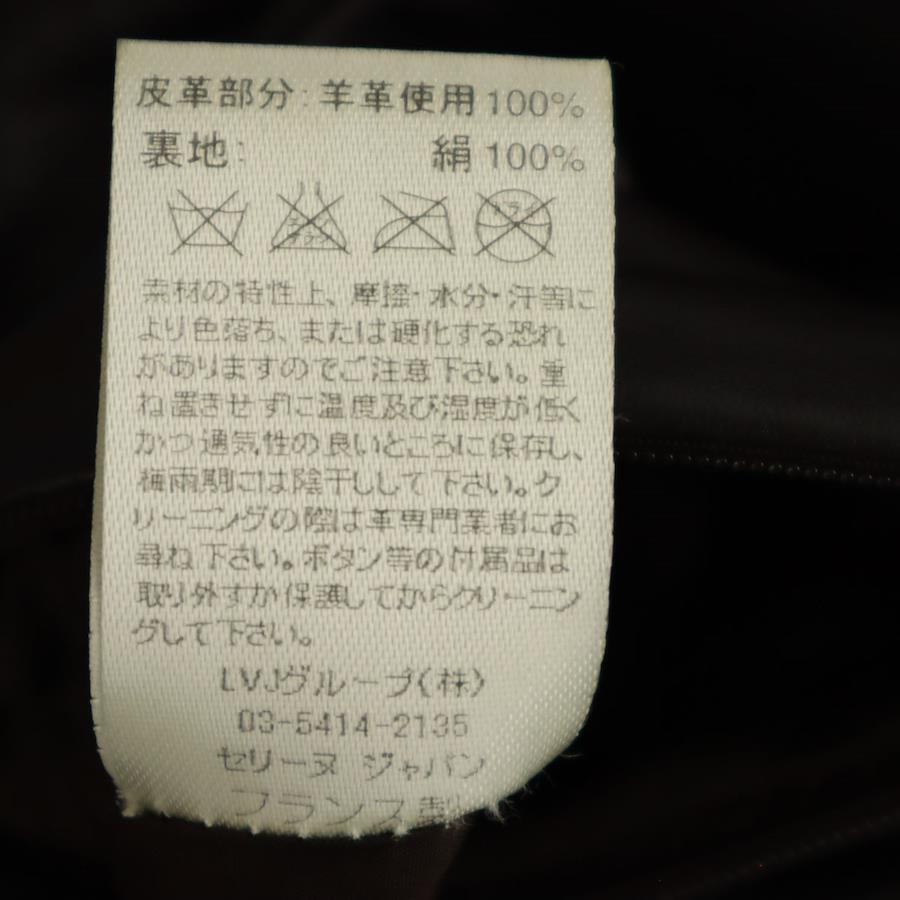 皮革部分: 羊革使用 100%
裏地: 絹 100%
素材の特性上、摩擦・水分・汗等に
より色落ち、または硬化する恐れ
がありますのでご注意下さい。重
ね置きせずに温度及び湿度が低く
かつ通気性の良いところに保存し、
梅雨期には陰干しして下さい。ク
リーニングの際は革専門業者にお
尋ね下さい。ボタン等の付属品は
取り外すか保護してからクリーニン
グして下さい。
LVJグループ(株)
03-5414-2135
セリーヌ ジャパン
フランス製